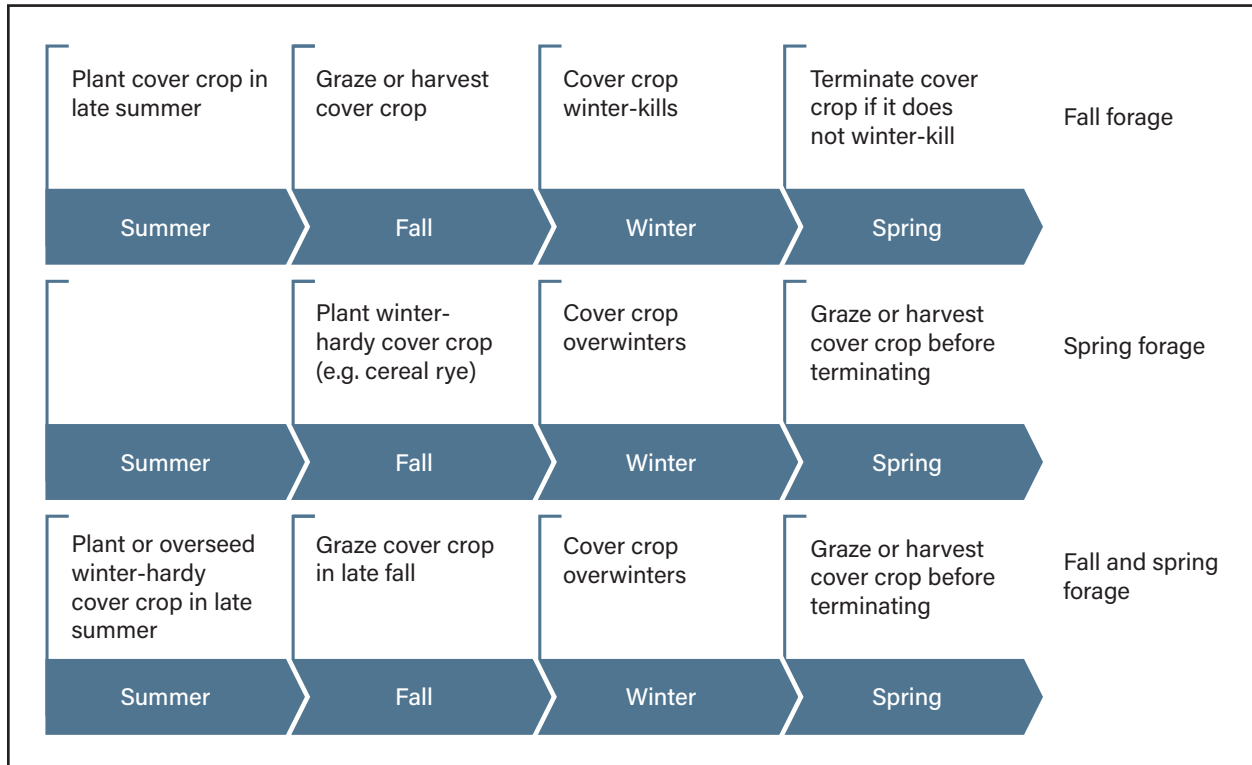 Plant cover crop in
late summer
Graze or harvest
cover crop
Cover crop
winter-kills
Terminate cover
crop if it does
not winter-kill
Fall forage
Summer
Fall
Winter
Spring
Plant winter-
hardy cover crop
(e.g. cereal rye)
Cover crop
overwinters
Graze or harvest
cover crop before
terminating
Spring forage
Summer
Fall
Winter
Spring
Plant or overseed
winter-hardy
cover crop in late
summer
Graze cover crop
in late fall
Cover crop
overwinters
Graze or harvest
cover crop before
terminating
Fall and spring
forage
Summer
Fall
Winter
Spring